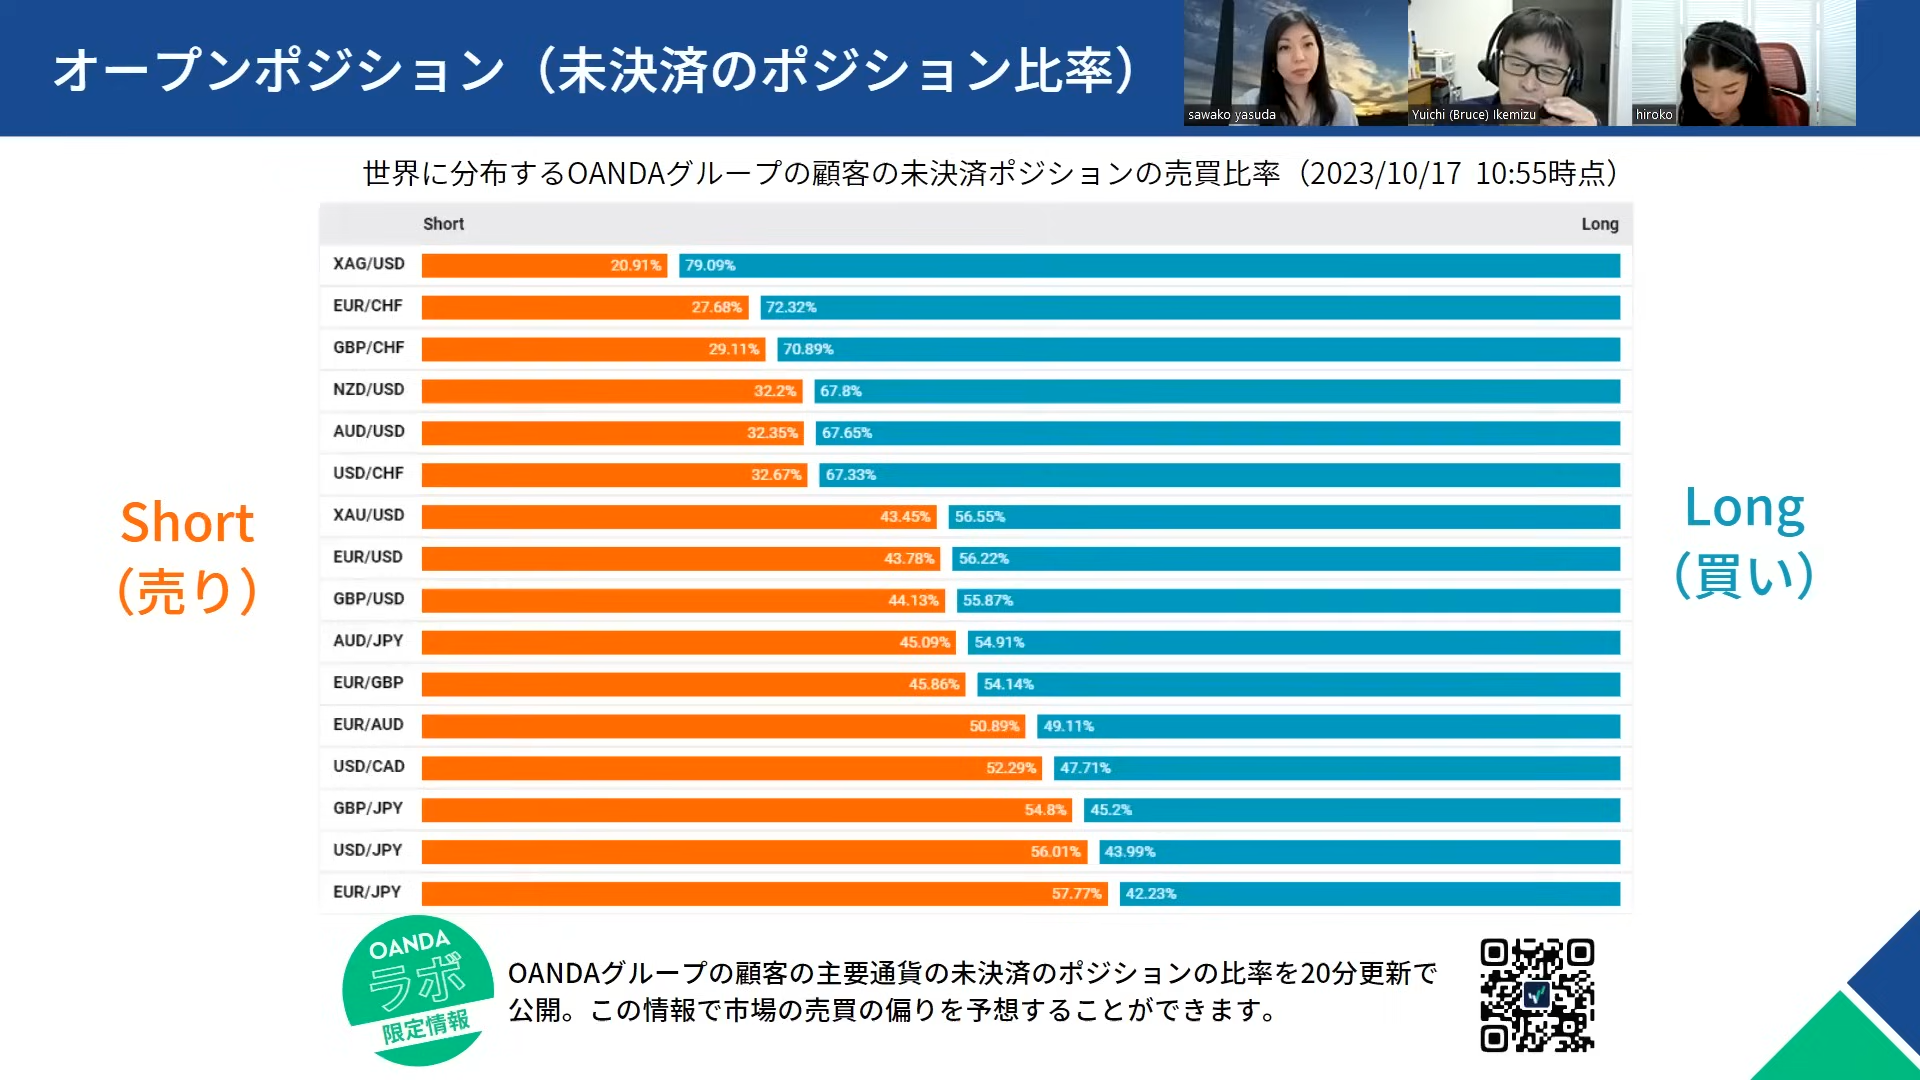 オープンポジション（未決済のポジション比率）
sawako yasuda
Yuichi (Bruce) Ikemizu
hiroko
世界に分布するOANDAグループの顧客の未決済ポジションの売買比率（2023/10/17 10:55時点）
Short Long
XAG/USD 20.91% 79.09%
EUR/CHF 27.68% 72.32%
GBP/CHF 29.11% 70.89%
NZD/USD 32.2% 67.8%
AUD/USD 32.35% 67.65%
USD/CHF 32.67% 67.33%
XAU/USD 43.45% 56.55%
EUR/USD 43.78% 56.22%
GBP/USD 44.13% 55.87%
AUD/JPY 45.09% 54.91%
EUR/GBP 45.86% 54.14%
EUR/AUD 50.89% 49.11%
USD/CAD 52.29% 47.71%
GBP/JPY 54.8% 45.2%
USD/JPY 56.01% 43.99%
EUR/JPY 57.77% 42.23%
Short
（売り）
Long
（買い）
OANDA
ラボ
限定情報
OANDAグループの顧客の主要通貨の未決済のポジションの比率を20分更新で
公開。この情報で市場の売買の偏りを予想することができます。